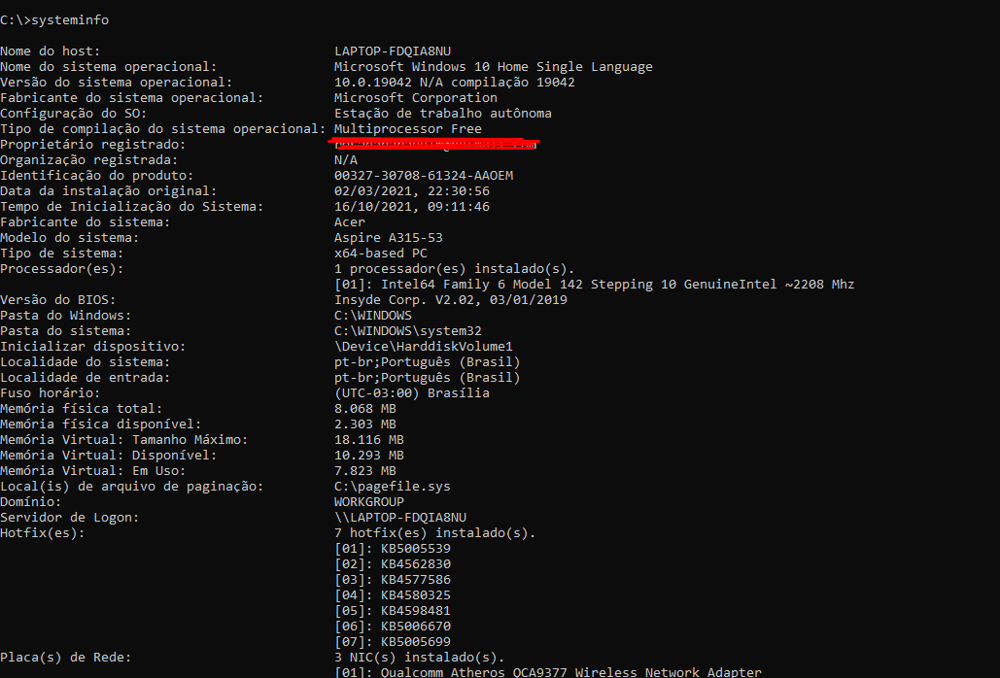 C:\>systeminfo
Nome do host: LAPTOP-FDQIA8NU
Nome do sistema operacional: Microsoft Windows 10 Home Single Language
Versão do sistema operacional: 10.0.19042 N/A compilação 19042
Fabricante do sistema operacional: Microsoft Corporation
Configuração do SO: Estação de trabalho autônoma
Tipo de compilação do sistema operacional: Multiprocessor Free
Proprietário registrado:
Organização registrada: N/A
Identificação do produto: 00327-30708-61324-AAOEM
Data da instalação original: 02/03/2021, 22:30:56
Tempo de Inicialização do Sistema: 16/10/2021, 09:11:46
Fabricante do sistema: Acer
Modelo do sistema: Aspire A315-53
Tipo de sistema: x64-based PC
Processador(es): 1 processador(es) instalado(s).
[01]: Intel64 Family 6 Model 142 Stepping 10 GenuineIntel ~2208 Mhz
Versão do BIOS: Insyde Corp. V2.02, 03/01/2019
Pasta do Windows: C:\WINDOWS
Pasta do sistema: C:\WINDOWS\system32
Inicializar dispositivo: \Device\HarddiskVolume1
Localidade do sistema: pt-br;Português (Brasil)
Localidade de entrada: pt-br;Português (Brasil)
Fuso horário: (UTC-03:00) Brasília
Memória física total: 8.068 MB
Memória física disponível: 2.303 MB
Memória Virtual: Tamanho Máximo: 18.116 MB
Memória Virtual: Disponível: 10.293 MB
Memória Virtual: Em Uso: 7.823 MB
Local(is) de arquivo de paginação: C:\pagefile.sys
Domínio: WORKGROUP
Servidor de Logon: \\LAPTOP-FDQIA8NU
Hotfix(es): 7 hotfix(es) instalado(s).
[01]: KB5005539
[02]: KB4562830
[03]: KB4577586
[04]: KB4580325
[05]: KB4598481
[06]: KB5006670
[07]: KB5005699
Placa(s) de Rede: 3 NIC(s) instalado(s).
[01]: Qualcomm Atheros QCA9377 Wireless Network Adapter